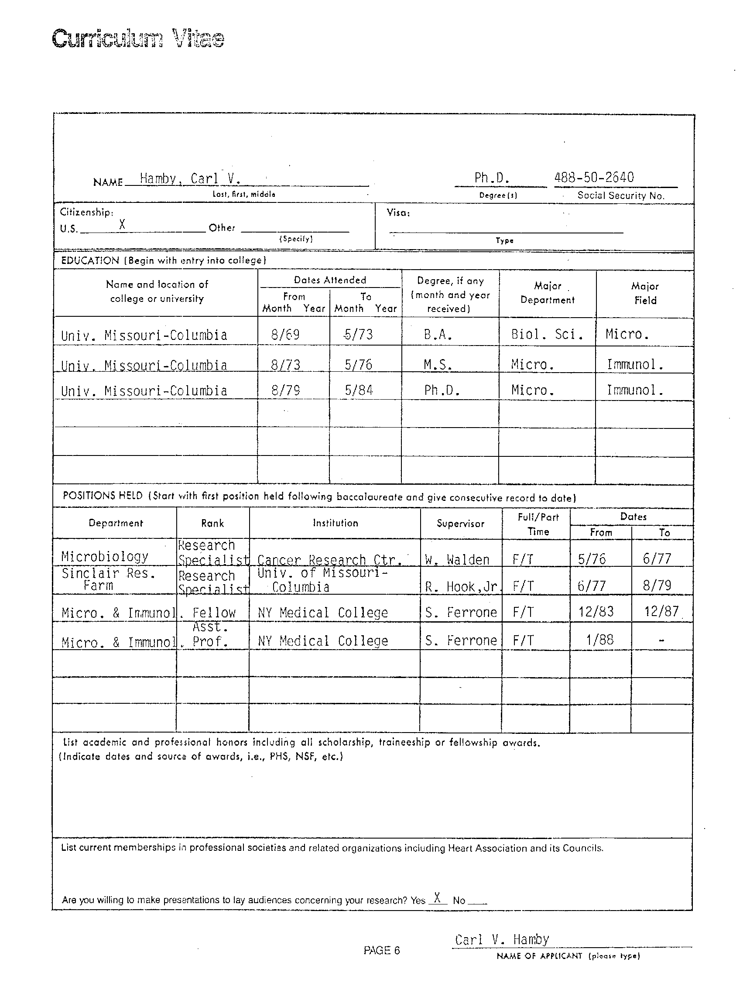 Curriculum Vitae
NAME Hamby, Carl V. Ph.D. 488-50-2640
Last, first, middle Degree(s) Social Security No.
Citizenship: Visa:
U.S. X Other
(Specify) Type
EDUCATION (Begin with entry into college)
Name and location of college or university Dates Attended From Month Year To Month Year Degree, if any (month and year received) Major Department Major Field
Univ. Missouri-Columbia 8/69 5/73 B.A. Biol. Sci. Micro.
Univ. Missouri-Columbia 8/73 5/76 M.S. Micro. Immunol.
Univ. Missouri-Columbia 8/79 5/84 Ph.D. Micro. Immunol.
POSITIONS HELD (Start with first position held following baccalaureate and give consecutive record to date)
Department Rank Institution Supervisor Full/Part Time Dates From To
Microbiology Research Specialist Cancer Research Ctr. W. Walden F/T 5/76 6/77
Sinclair Res. Farm Research Specialist Univ. of Missouri-Columbia R. Hook,Jr. F/T 6/77 8/79
Micro. & Immunol. Fellow NY Medical College S. Ferrone F/T 12/83 12/87
Micro. & Immunol. Asst. Prof. NY Medical College S. Ferrone F/T 1/88 -
List academic and professional honors including all scholarship, traineeship or fellowship awards.
(Indicate dates and source of awards, i.e., PHS, NSF, etc.)
List current memberships in professional societies and related organizations including Heart Association and its Councils.
Are you willing to make presentations to lay audiences concerning your research? Yes X No
Carl V. Hamby
PAGE 6 NAME OF APPLICANT (please type)